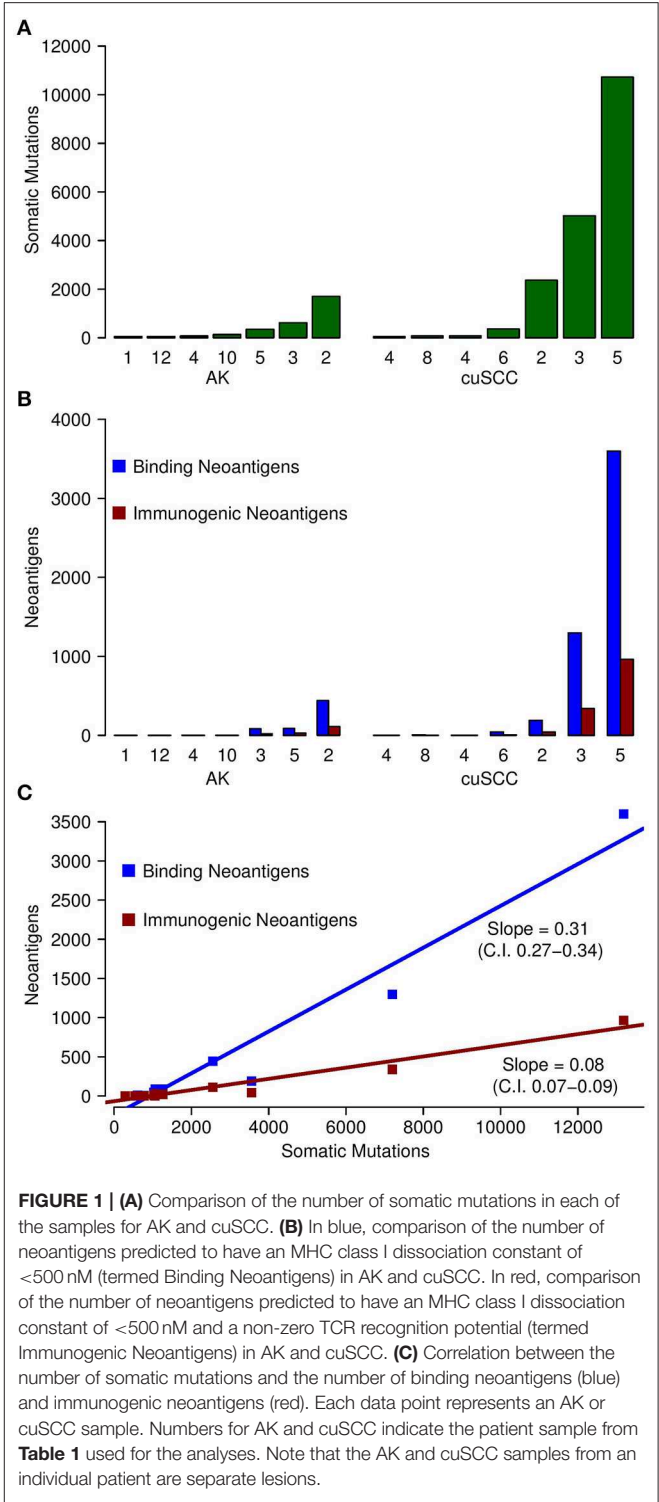 A
Somatic Mutations
12000
10000
8000
6000
4000
2000
0
1 12 4 10 5 3 2
AK
4 8 4 6 2 3 5
cuSCC
B
Neoantigens
4000
3000
2000
1000
0
Binding Neoantigens
Immunogenic Neoantigens
1 12 4 10 3 5 2
AK
4 8 4 6 2 3 5
cuSCC
C
Neoantigens
3500
3000
2500
2000
1500
1000
500
0
Binding Neoantigens
Immunogenic Neoantigens
Slope = 0.31
(C.I. 0.27–0.34)
Slope = 0.08
(C.I. 0.07–0.09)
0 2000 4000 6000 8000 10000 12000
Somatic Mutations
FIGURE 1 | (A) Comparison of the number of somatic mutations in each of
the samples for AK and cuSCC. (B) In blue, comparison of the number of
neoantigens predicted to have an MHC class I dissociation constant of
<500 nM (termed Binding Neoantigens) in AK and cuSCC. In red, comparison
of the number of neoantigens predicted to have an MHC class I dissociation
constant of <500 nM and a non-zero TCR recognition potential (termed
Immunogenic Neoantigens) in AK and cuSCC. (C) Correlation between the
number of somatic mutations and the number of binding neoantigens (blue)
and immunogenic neoantigens (red). Each data point represents an AK or
cuSCC sample. Numbers for AK and cuSCC indicate the patient sample from
Table 1 used for the analyses. Note that the AK and cuSCC samples from an
individual patient are separate lesions.